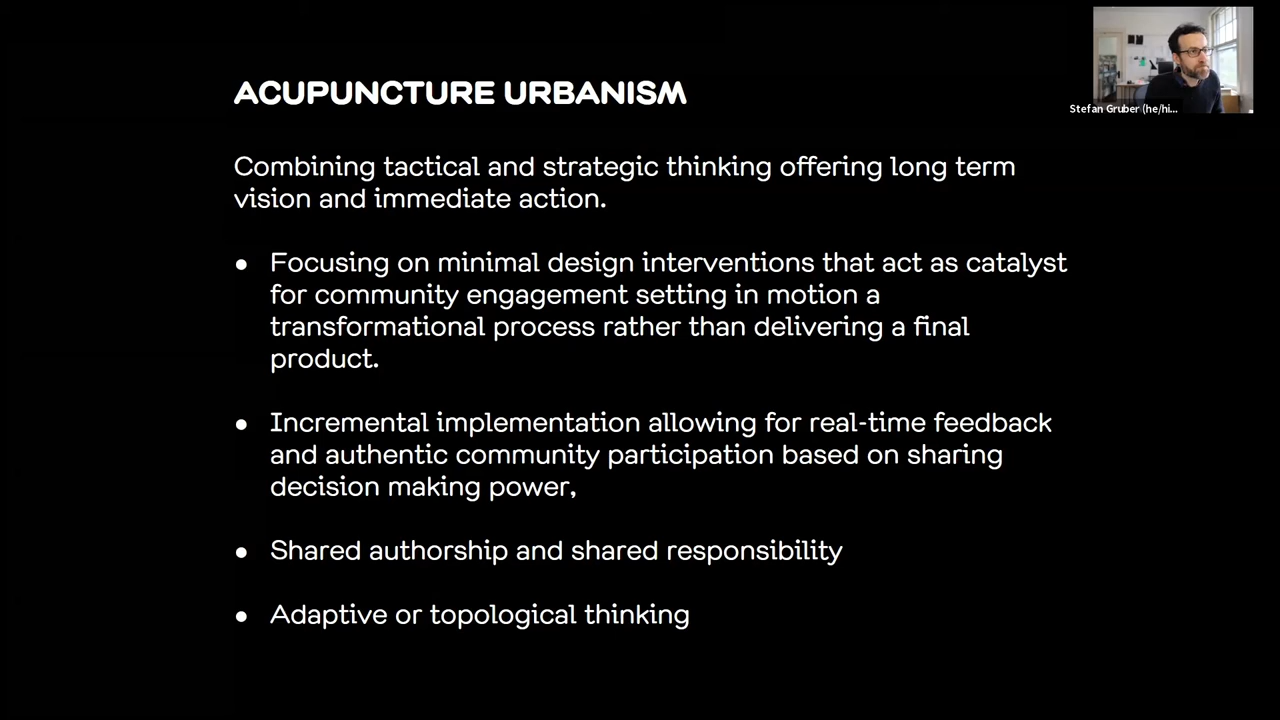 ACUPUNCTURE URBANISM
Stefan Gruber (he/hi...
Combining tactical and strategic thinking offering long term
vision and immediate action.
● Focusing on minimal design interventions that act as catalyst
for community engagement setting in motion a
transformational process rather than delivering a final
product.
● Incremental implementation allowing for real-time feedback
and authentic community participation based on sharing
decision making power,
● Shared authorship and shared responsibility
● Adaptive or topological thinking